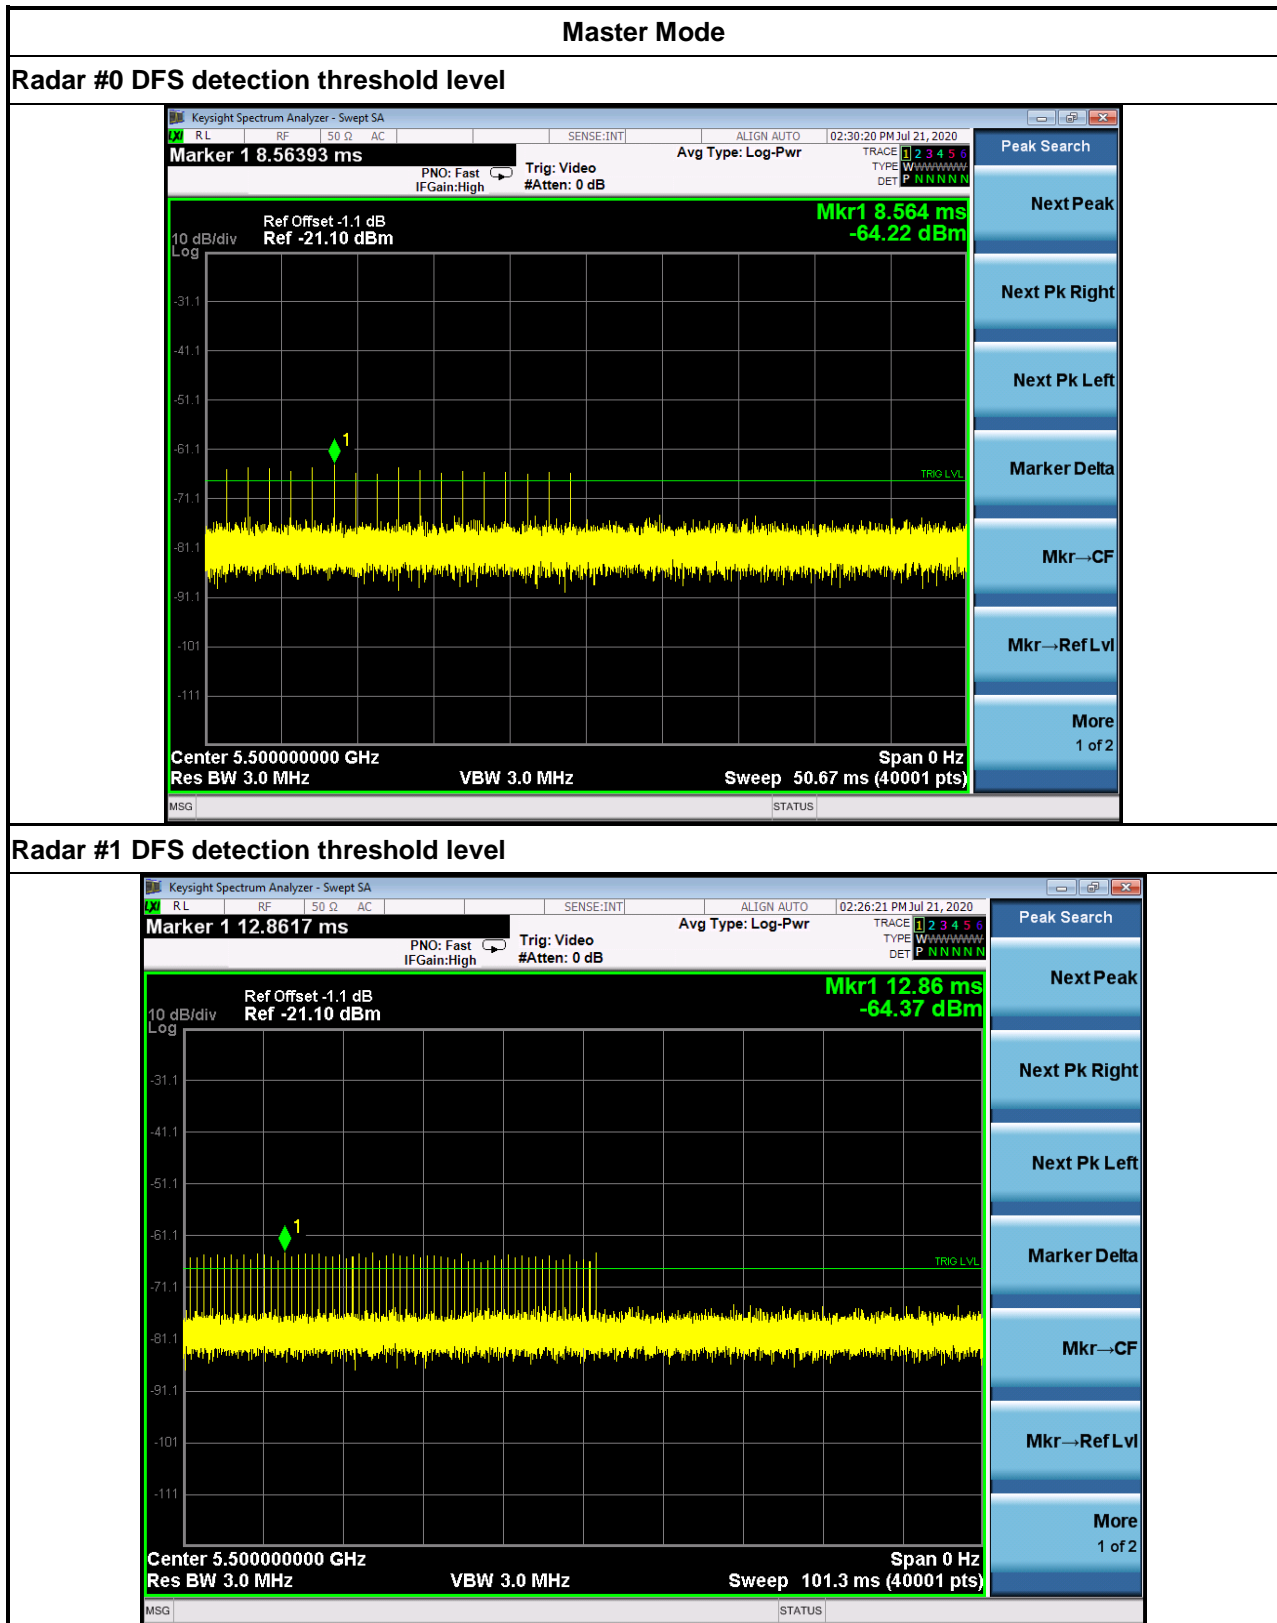 Master Mode
Radar #0 DFS detection threshold level
Keysight Spectrum Analyzer - Swept SA
LXI RL RF 50 Ω AC SENSE:INT ALIGN AUTO 02:30:20 PM Jul 21, 2020
Marker 1 8.56393 ms
PNO: Fast
IFGain:High
Trig: Video
#Atten: 0 dB
Avg Type: Log-Pwr
TRACE 1 2 3 4 5 6
TYPE WWWWWW
DET P N N N N N
Peak Search
Next Peak
Next Pk Right
Next Pk Left
Marker Delta
Mkr→CF
Mkr→Ref Lvl
More
1 of 2
Mkr1 8.564 ms
-64.22 dBm
Ref Offset -1.1 dB
10 dB/div Ref -21.10 dBm
Log
-31.1
-41.1
-51.1
-61.1
1
TRIG LVL
-71.1
-81.1
-91.1
-101
-111
Center 5.500000000 GHz Span 0 Hz
Res BW 3.0 MHz VBW 3.0 MHz Sweep 50.67 ms (40001 pts)
MSG STATUS
Radar #1 DFS detection threshold level
Keysight Spectrum Analyzer - Swept SA
LXI RL RF 50 Ω AC SENSE:INT ALIGN AUTO 02:26:21 PM Jul 21, 2020
Marker 1 12.8617 ms
PNO: Fast
IFGain:High
Trig: Video
#Atten: 0 dB
Avg Type: Log-Pwr
TRACE 1 2 3 4 5 6
TYPE WWWWWW
DET P N N N N N
Peak Search
Next Peak
Next Pk Right
Next Pk Left
Marker Delta
Mkr→CF
Mkr→Ref Lvl
More
1 of 2
Mkr1 12.86 ms
-64.37 dBm
Ref Offset -1.1 dB
10 dB/div Ref -21.10 dBm
Log
-31.1
-41.1
-51.1
-61.1
1
TRIG LVL
-71.1
-81.1
-91.1
-101
-111
Center 5.500000000 GHz Span 0 Hz
Res BW 3.0 MHz VBW 3.0 MHz Sweep 101.3 ms (40001 pts)
MSG STATUS